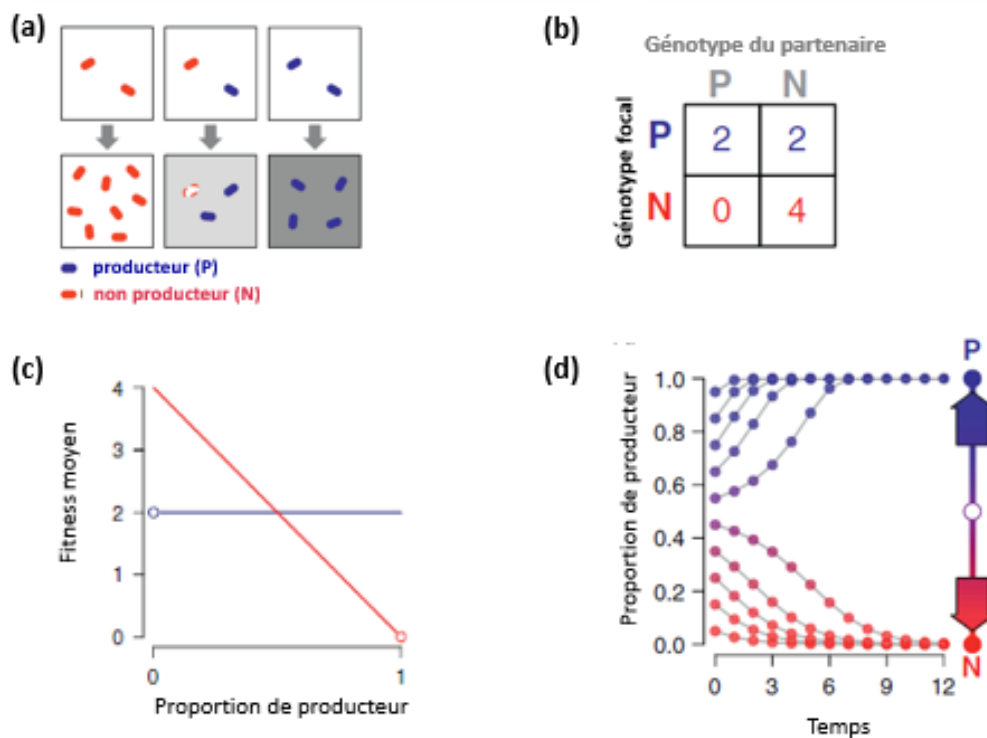 (a)
producteur (P)
non producteur (N)
(b)
Génotype du partenaire
P N
Génotype focal
P 2 2
N 0 4
(c)
Fitness moyen
4
3
2
1
0
0 1
Proportion de producteur
(d)
P
Proportion de producteur
1.0
0.8
0.6
0.4
0.2
0.0
N
0 3 6 9 12
Temps